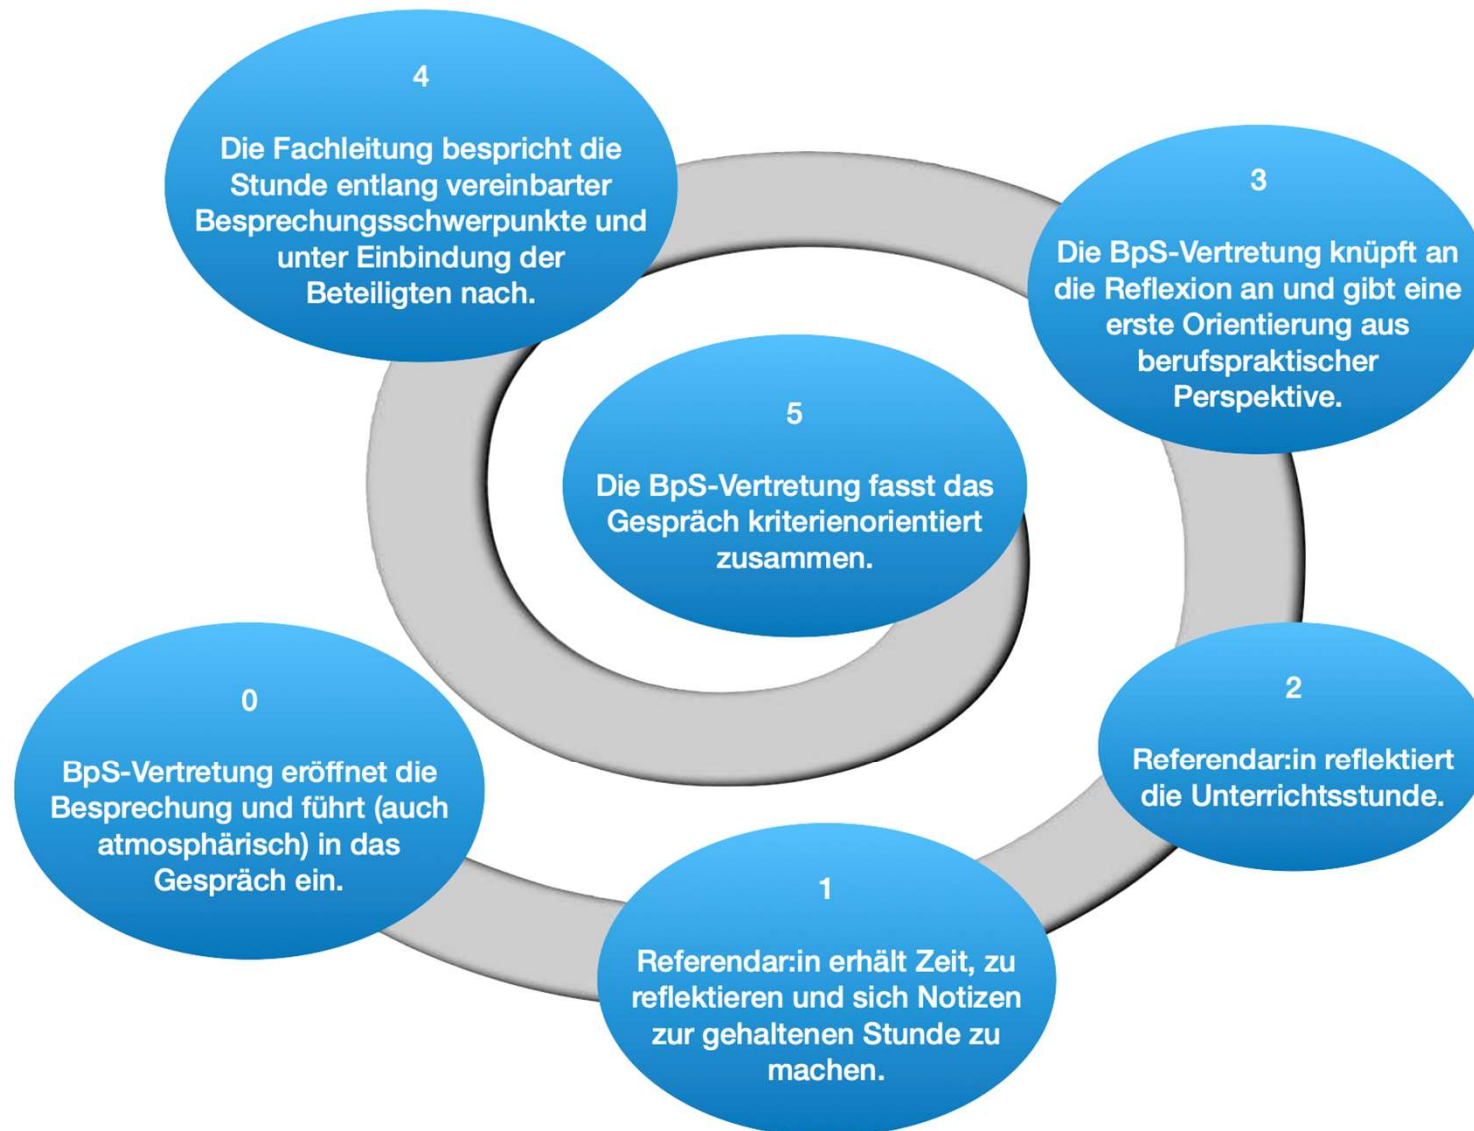 4
Die Fachleitung bespricht die
Stunde entlang vereinbarter
Besprechungsschwerpunkte und
unter Einbindung der
Beteiligten nach.
3
Die BpS-Vertretung knüpft an
die Reflexion an und gibt eine
erste Orientierung aus
berufspraktischer
Perspektive.
5
Die BpS-Vertretung fasst das
Gespräch kriterienorientiert
zusammen.
0
BpS-Vertretung eröffnet die
Besprechung und führt (auch
atmosphärisch) in das
Gespräch ein.
2
Referendar:in reflektiert
die Unterrichtsstunde.
1
Referendar:in erhält Zeit, zu
reflektieren und sich Notizen
zur gehaltenen Stunde zu
machen.